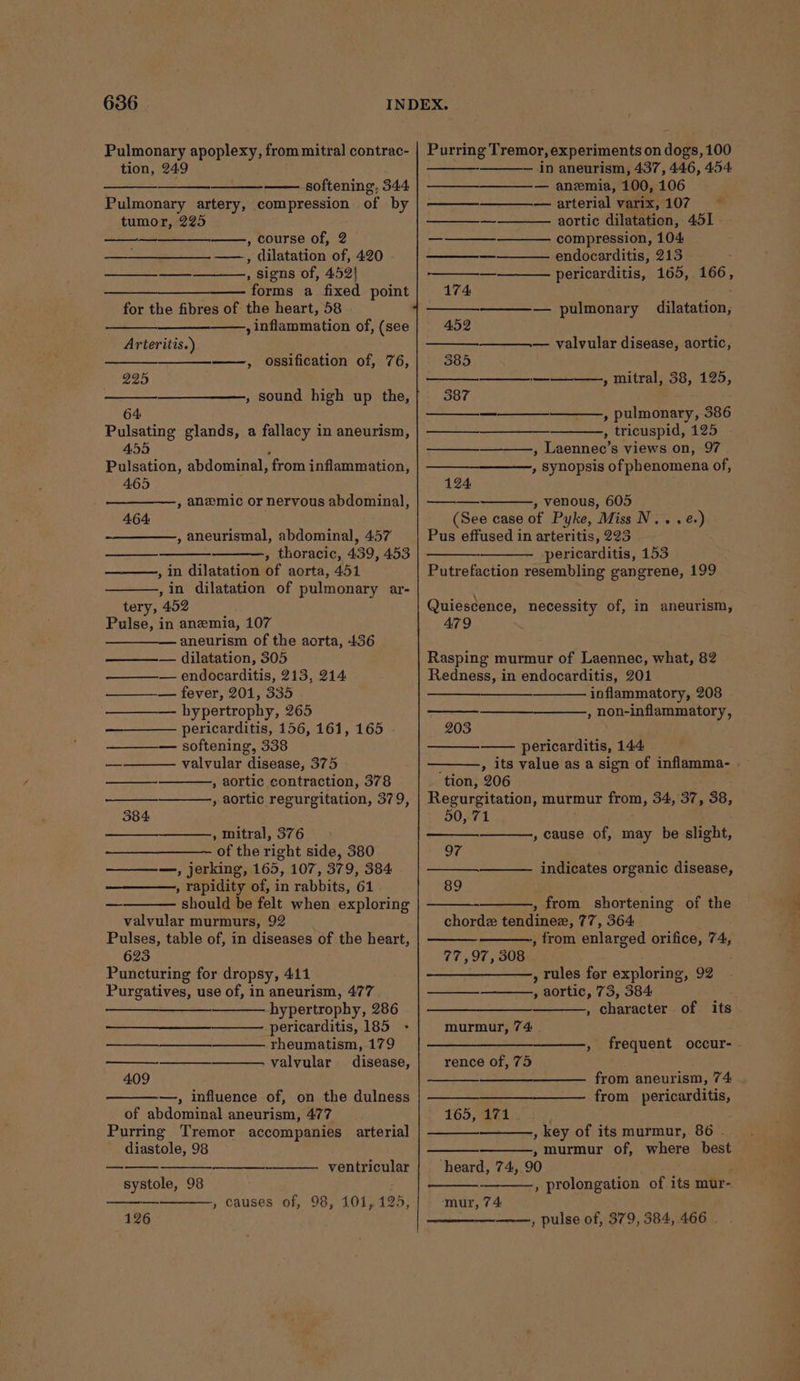 636
INDEX.
Pulmonary apoplexy, from mitral contrac-
tion, 249
——— ——— softening, 344
Pulmonary artery, compression of by
tumor, 225
——— ———, course of, 2
——— ———, dilatation of, 420
——— ———, signs of, 452
——— ——— forms a fixed point
for the fibres of the heart, 58
——— ———, inflammation of, (see
Arteritis.)
——— ———, ossification of, 76,
225
——— ———, sound high up the,
64
Pulsating glands, a fallacy in aneurism,
455
Pulsation, abdominal, from inflammation,
465
———, anæmic or nervous abdominal,
464
———, aneurismal, abdominal, 457
——— ———, thoracic, 439, 453
———, in dilatation of aorta, 451
———, in dilatation of pulmonary ar-
tery, 452
Pulse, in anæmia, 107
——— aneurism of the aorta, 436
——— dilatation, 305
——— endocarditis, 213, 214
——— fever, 201, 335
——— hypertrophy, 265
——— pericarditis, 156, 161, 165
——— softening, 338
——— valvular disease, 375
——— ———, aortic contraction, 378
——— ———, aortic regurgitation, 379,
384
——— ———, mitral, 376
——— ——— of the right side, 380
———, jerking, 165, 107, 379, 384
———, rapidity of, in rabbits, 61
——— should be felt when exploring
valvular murmurs, 92
Pulses, table of, in diseases of the heart,
623
Puncturing for dropsy, 411
Purgatives, use of, in aneurism, 477
——— ——— hypertrophy, 286
——— ——— pericarditis, 185
——— ——— rheumatism, 179
——— ——— valvular disease,
409
———, influence of, on the dulness
of abdominal aneurism, 477
Purring Tremor accompanies arterial
diastole, 98
——— ——— ventricular
systole, 98
——— ———, causes of, 98, 101, 125,
126
Purring Tremor, experiments on dogs, 100
——— ——— in aneurism, 437, 446, 454
——— ——— anæmia, 100, 106
——— ——— arterial varix, 107
——— ——— aortic dilatation, 451
——— ——— compression, 104
——— ——— endocarditis, 213
——— ——— pericarditis, 165, 166,
174
——— ——— pulmonary dilatation,
452
——— ——— valvular disease, aortic,
385
——— ———, mitral, 38, 125,
387
——— ———, pulmonary, 386
——— ———, tricuspid, 125
——— ———, Laennec's views on, 97
——— ———, synopsis of phenomena of,
124
——— ———, venous, 605
(See case of Pyke, Miss N...e.)
Pus effused in arteritis, 223
——— ——— pericarditis, 153
Putrefaction resembling gangrene, 199
Quiescence, necessity of, in aneurism,
479
Rasping murmur of Laennec, what, 82
Redness, in endocarditis, 201
——— ——— inflammatory, 208
——— ———, non-inflammatory,
203
——— ——— pericarditis, 144
———, its value as a sign of inflamma-
tion, 206
Regurgitation, murmur from, 34, 37, 38,
50, 71
——— ———, cause of, may be slight,
97
——— ——— indicates organic disease,
89
——— ———, from shortening of the
chordæ tendineæ, 77, 364
——— ———, from enlarged orifice, 74,
77, 97, 308
——— ———, rules for exploring, 92
——— ———, aortic, 73, 384
——— ———, character of its
murmur, 74
——— ———, frequent occur-
rence of, 75
——— ——— from aneurism, 74
——— ——— from pericarditis,
165, 171
——— ———, key of its murmur, 86
——— ———, murmur of, where best
heard, 74, 90
——— ———, prolongation of its mur-
mur, 74
——— ———, pulse of, 379, 384, 466